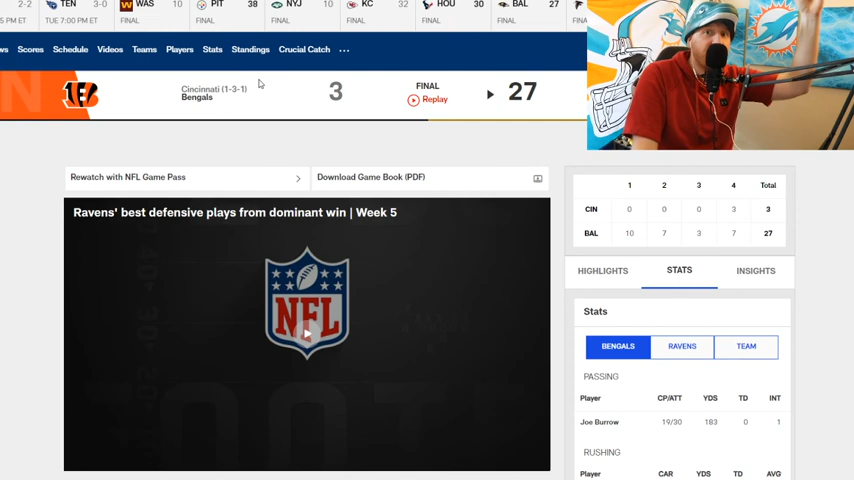 2-2 TEN 3-0 WAS 10 PIT 38 NYJ 10 KC 32 HOU 30 BAL 27
5 PM ET TUE 7:00 PM ET FINAL FINAL FINAL FINAL FINAL FINAL FINAL
ws Scores Schedule Videos Teams Players Stats Standings Crucial Catch ...
Cincinnati (1-3-1)
Bengals
3
FINAL
Replay
27
Rewatch with NFL Game Pass
Download Game Book (PDF)
Ravens' best defensive plays from dominant win | Week 5
NFL
1 2 3 4 Total
CIN 0 0 0 3 3
BAL 10 7 3 7 27
HIGHLIGHTS STATS INSIGHTS
Stats
BENGALS RAVENS TEAM
PASSING
Player CP/ATT YDS TD INT
Joe Burrow 19/30 183 0 1
RUSHING
Player CAR YDS TD AVG